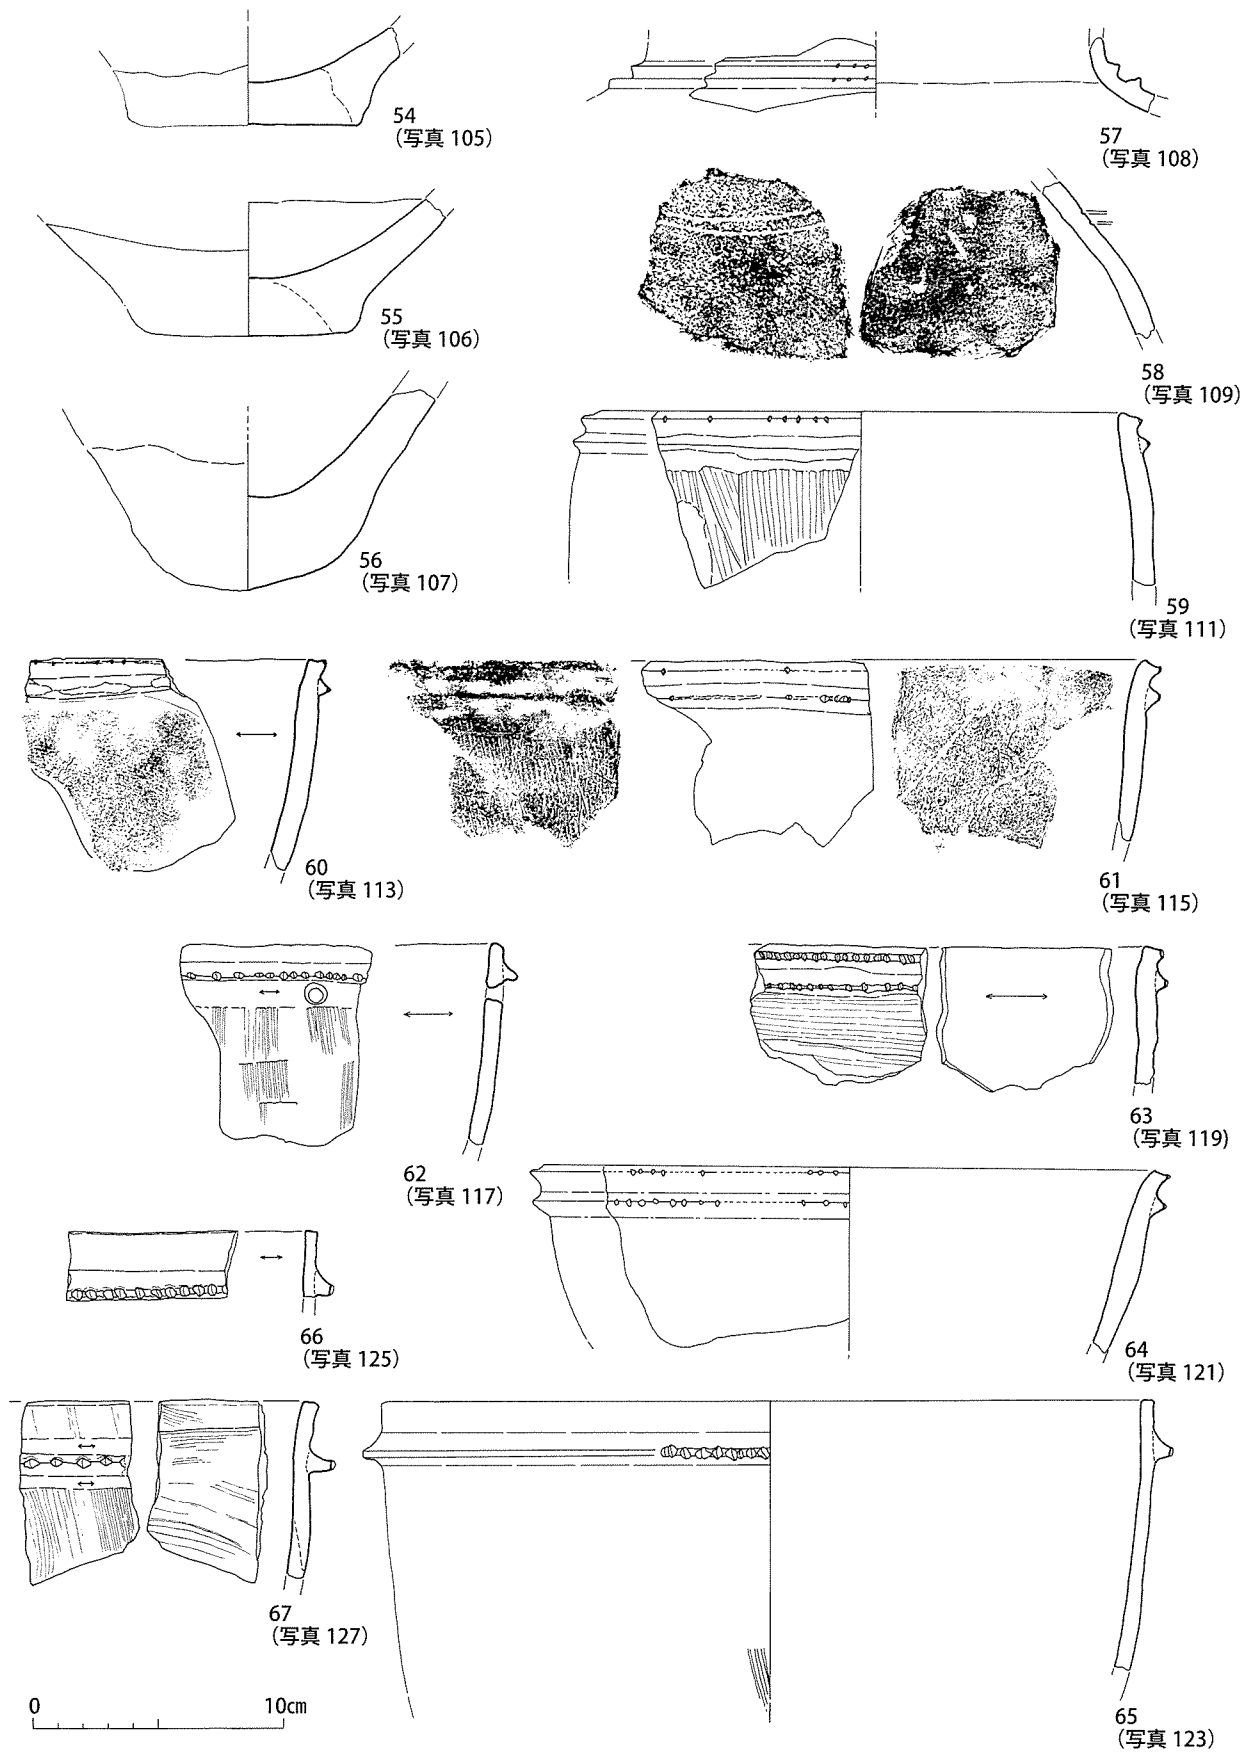 54
(写真 105)
57
(写真 108)
55
(写真 106)
58
(写真 109)
56
(写真 107)
59
(写真 111)
60
(写真 113)
61
(写真 115)
62
(写真 117)
63
(写真 119)
66
(写真 125)
64
(写真 121)
67
(写真 127)
65
(写真 123)
0 10cm